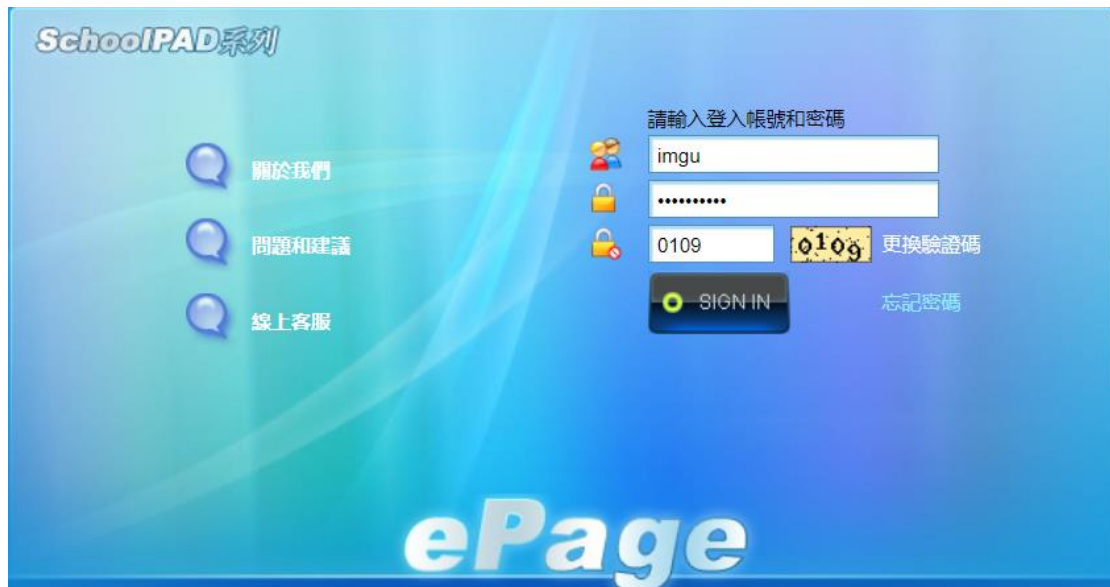 SchoolPAD系列
請輸入登入帳號和密碼
imgu
關於我們
••••••••••
問題和建議
0109 0109 更換驗證碼
SIGN IN 忘記密碼
線上客服
ePage